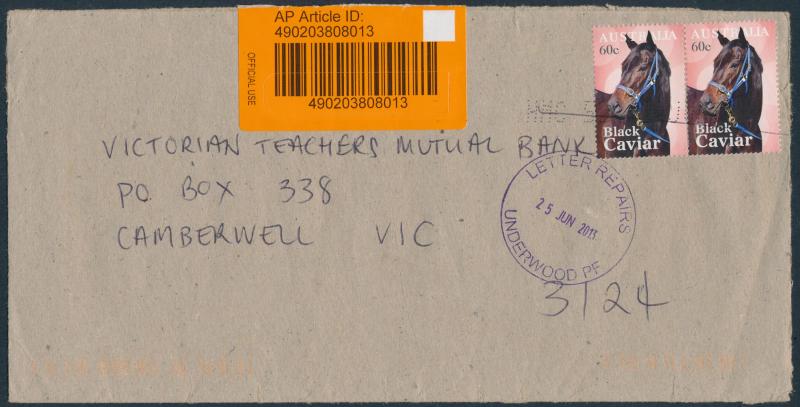 AP Article ID:
490203808013
OFFICIAL USE
490203808013
AUSTRALIA
60c
Black
Caviar
AUSTRALIA
60c
Black
Caviar
VICTORIAN TEACHERS MUTUAL BANK
PO BOX 338
CAMBERWELL VIC
3124
LETTER REPAIRS
25 JUN 2013
UNDERWOOD PF